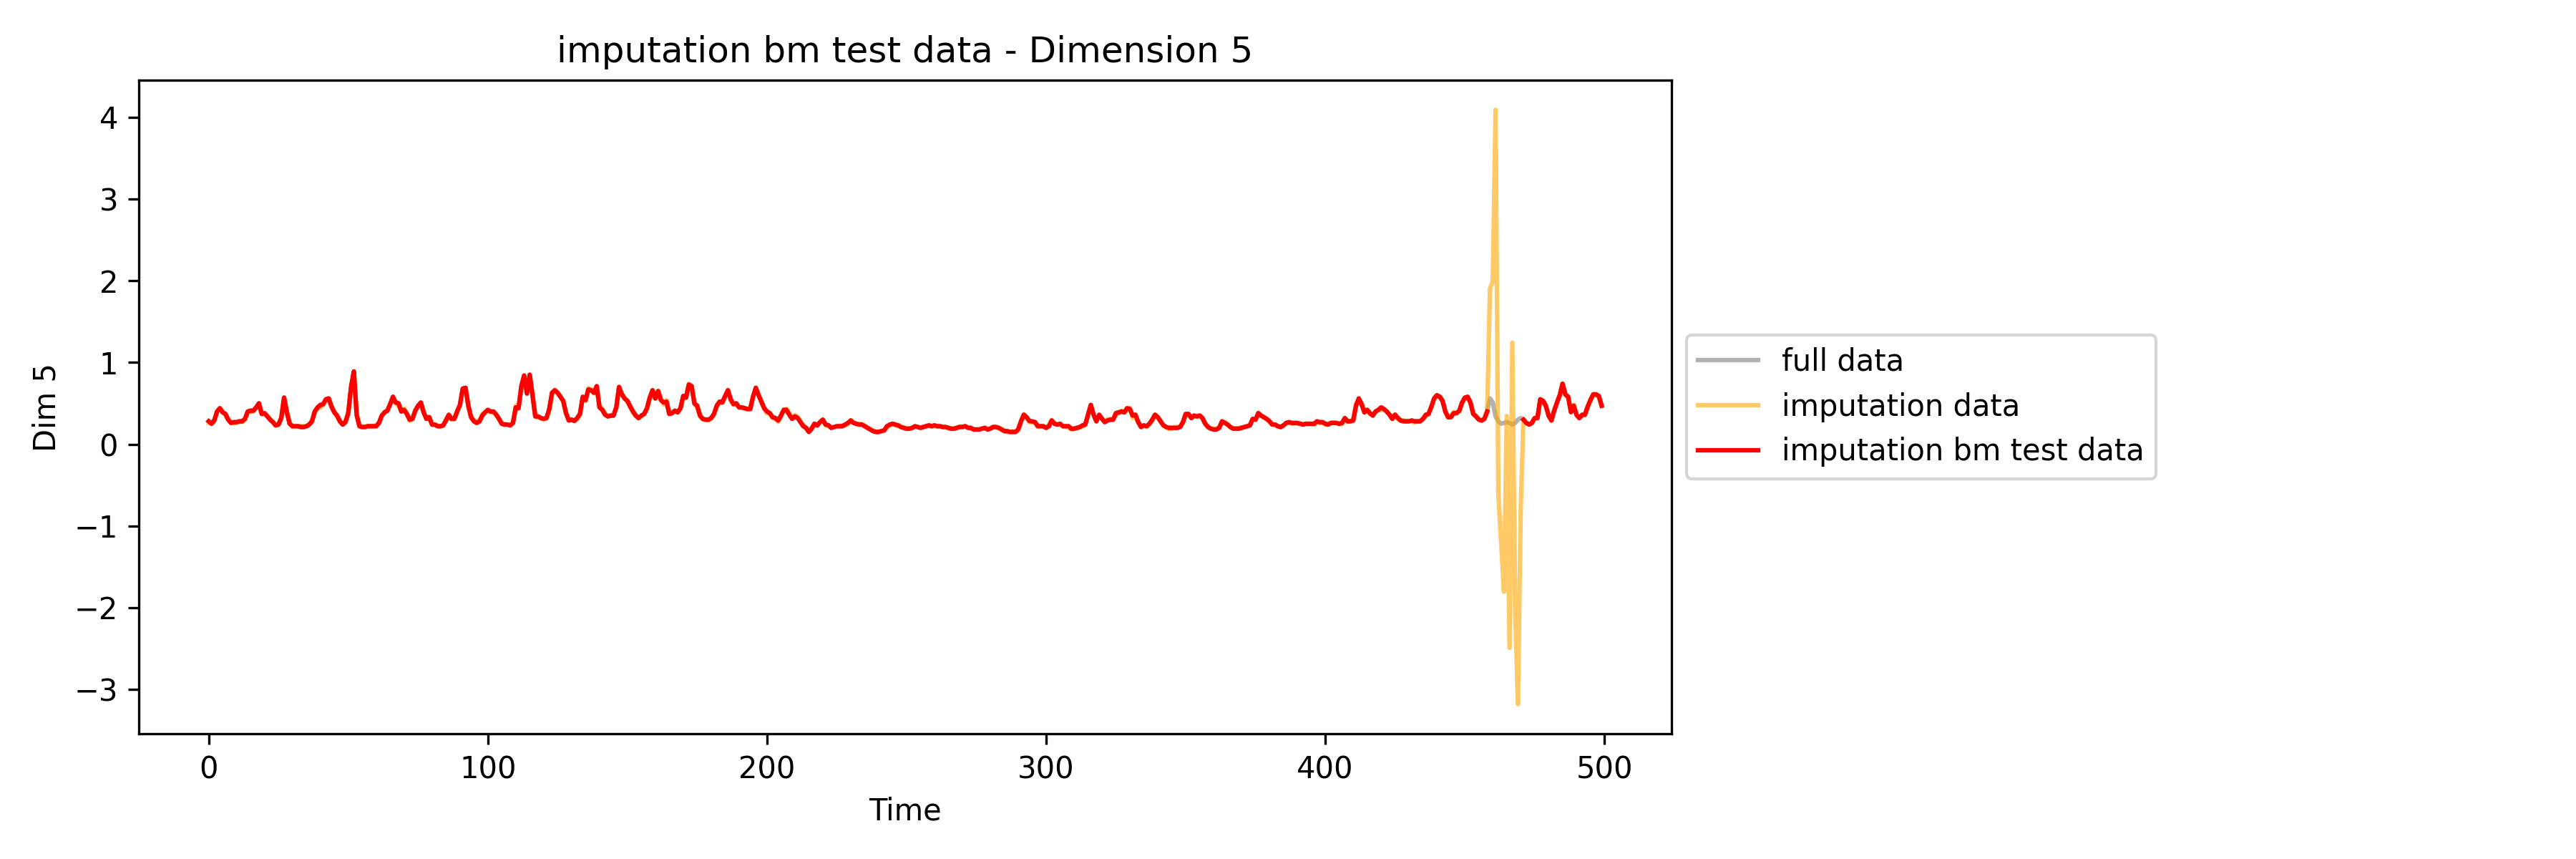 imputation bm test data - Dimension 5
4
3
2
1
0
−1
−2
−3
Dim 5
0 100 200 300 400 500
Time
full data
imputation data
imputation bm test data